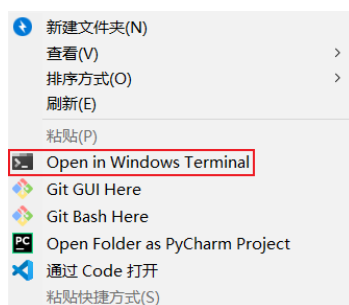 新建文件夹(N)
查看(V)
排序方式(O)
刷新(E)
粘贴(P)
Open in Windows Terminal
Git GUI Here
Git Bash Here
PC Open Folder as PyCharm Project
通过 Code 打开
粘贴快捷方式(S)